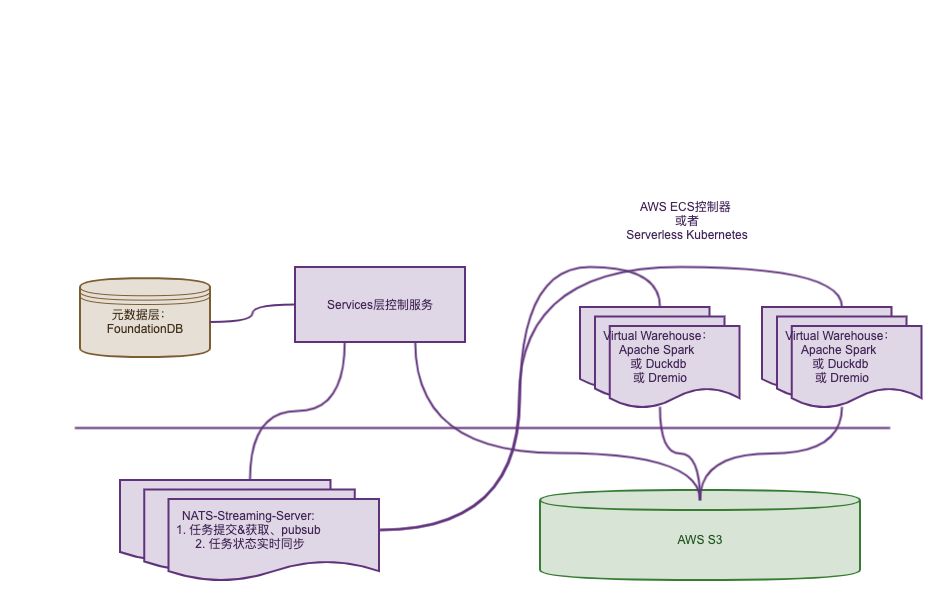 AWS ECS控制器
或者
Serverless Kubernetes
元数据层：
FoundationDB
Services层控制服务
Virtual Warehouse：
Apache Spark
或 Duckdb
或 Dremio
Virtual Warehouse：
Apache Spark
或 Duckdb
或 Dremio
NATS-Streaming-Server:
1. 任务提交&获取、pubsub
2. 任务状态实时同步
AWS S3